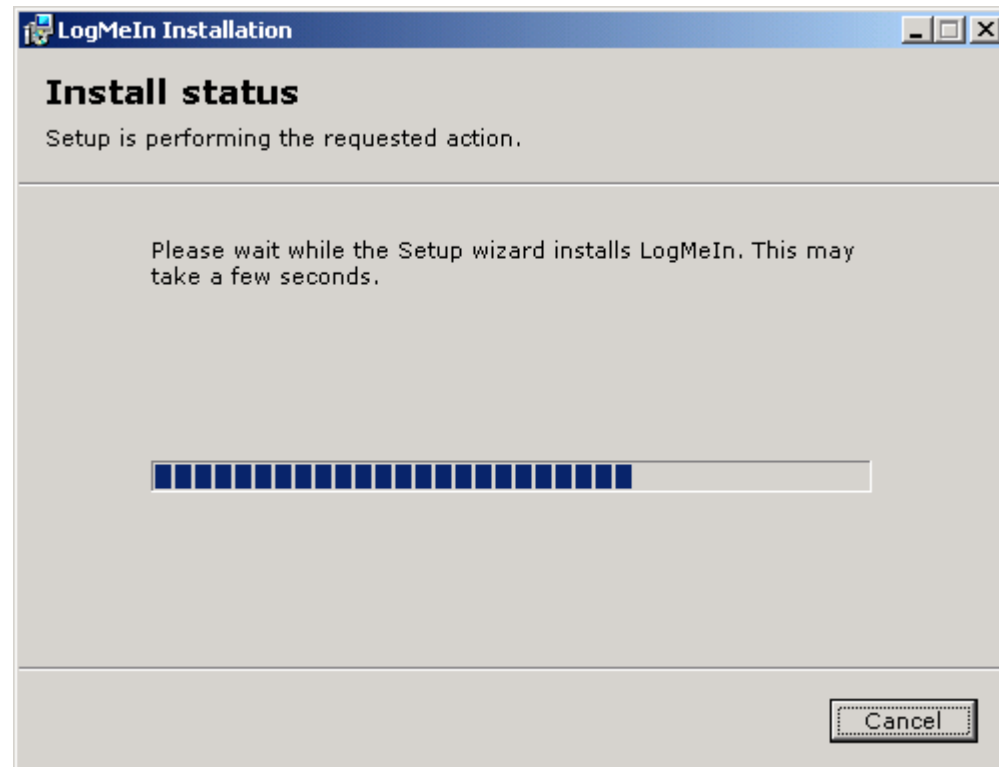 LogMeIn Installation
Install status
Setup is performing the requested action.
Please wait while the Setup wizard installs LogMeIn. This may
take a few seconds.
Cancel